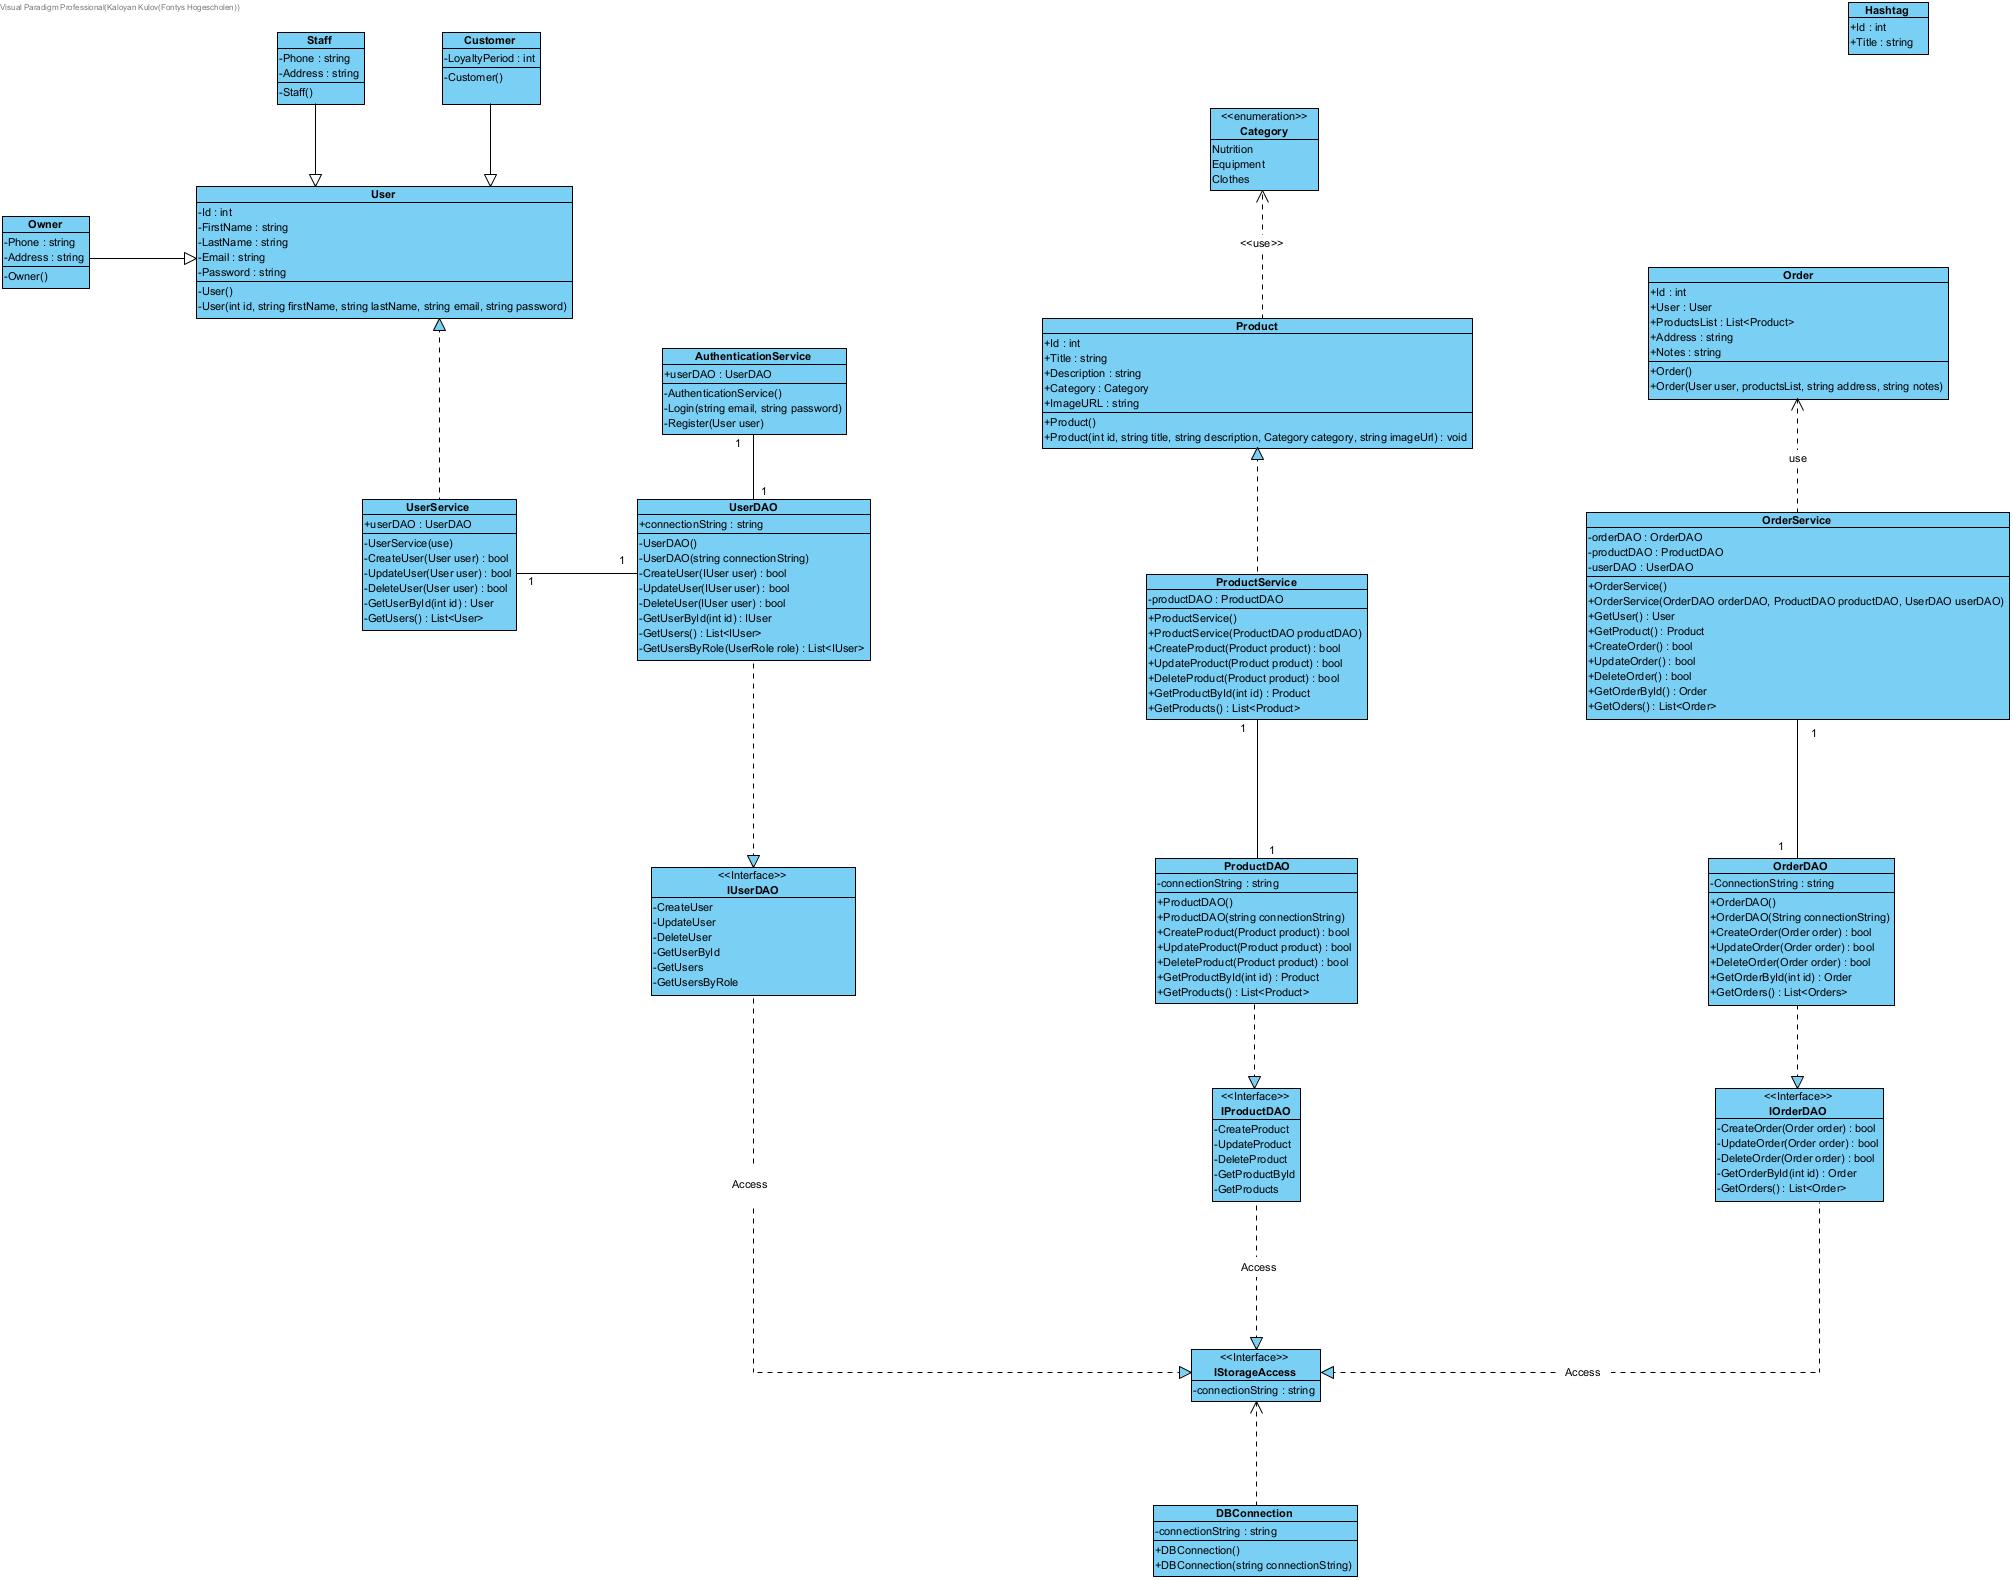 Visual Paradigm Professional(Kaloyan Kulov(Fontys Hogescholen))
Hashtag
+Id : int
+Title : string
Staff
-Phone : string
-Address : string
-Staff()
Customer
-LoyaltyPeriod : int
-Customer()
<<enumeration>>
Category
Nutrition
Equipment
Clothes
<<use>>
User
-Id : int
-FirstName : string
-LastName : string
-Email : string
-Password : string
-User()
-User(int id, string firstName, string lastName, string email, string password)
Owner
-Phone : string
-Address : string
-Owner()
Order
+Id : int
+User : User
+ProductsList : List<Product>
+Address : string
+Notes : string
+Order()
+Order(User user, productsList, string address, string notes)
use
Product
+Id : int
+Title : string
+Description : string
+Category : Category
+ImageURL : string
+Product()
+Product(int id, string title, string description, Category category, string imageUrl) : void
AuthenticationService
+userDAO : UserDAO
-AuthenticationService()
-Login(string email, string password)
-Register(User user)
1
1
UserService
+userDAO : UserDAO
-UserService(use)
-CreateUser(User user) : bool
-UpdateUser(User user) : bool
-DeleteUser(User user) : bool
-GetUserById(int id) : User
-GetUsers() : List<User>
1
1
UserDAO
+connectionString : string
-UserDAO()
-UserDAO(string connectionString)
-CreateUser(IUser user) : bool
-UpdateUser(IUser user) : bool
-DeleteUser(IUser user) : bool
-GetUserById(int id) : IUser
-GetUsers() : List<IUser>
-GetUsersByRole(UserRole role) : List<IUser>
OrderService
-orderDAO : OrderDAO
-productDAO : ProductDAO
-userDAO : UserDAO
+OrderService()
+OrderService(OrderDAO orderDAO, ProductDAO productDAO, UserDAO userDAO)
+GetUser() : User
+GetProduct() : Product
+CreateOrder() : bool
+UpdateOrder() : bool
+DeleteOrder() : bool
+GetOrderById() : Order
+GetOders() : List<Order>
1
1
ProductService
-productDAO : ProductDAO
+ProductService()
+ProductService(ProductDAO productDAO)
+CreateProduct(Product product) : bool
+UpdateProduct(Product product) : bool
+DeleteProduct(Product product) : bool
+GetProductById(int id) : Product
+GetProducts() : List<Product>
1
1
<<Interface>>
IUserDAO
-CreateUser
-UpdateUser
-DeleteUser
-GetUserById
-GetUsers
-GetUsersByRole
Access
ProductDAO
-connectionString : string
+ProductDAO()
+ProductDAO(string connectionString)
+CreateProduct(Product product) : bool
+UpdateProduct(Product product) : bool
+DeleteProduct(Product product) : bool
+GetProductById(int id) : Product
+GetProducts() : List<Product>
OrderDAO
-ConnectionString : string
+OrderDAO()
+OrderDAO(String connectionString)
+CreateOrder(Order order) : bool
+UpdateOrder(Order order) : bool
+DeleteOrder(Order order) : bool
+GetOrderById(int id) : Order
+GetOrders() : List<Orders>
<<Interface>>
IProductDAO
-CreateProduct
-UpdateProduct
-DeleteProduct
-GetProductById
-GetProducts
Access
<<Interface>>
IOrderDAO
-CreateOrder(Order order) : bool
-UpdateOrder(Order order) : bool
-DeleteOrder(Order order) : bool
-GetOrderById(int id) : Order
-GetOrders() : List<Order>
Access
<<Interface>>
IStorageAccess
-connectionString : string
DBConnection
-connectionString : string
+DBConnection()
+DBConnection(string connectionString)